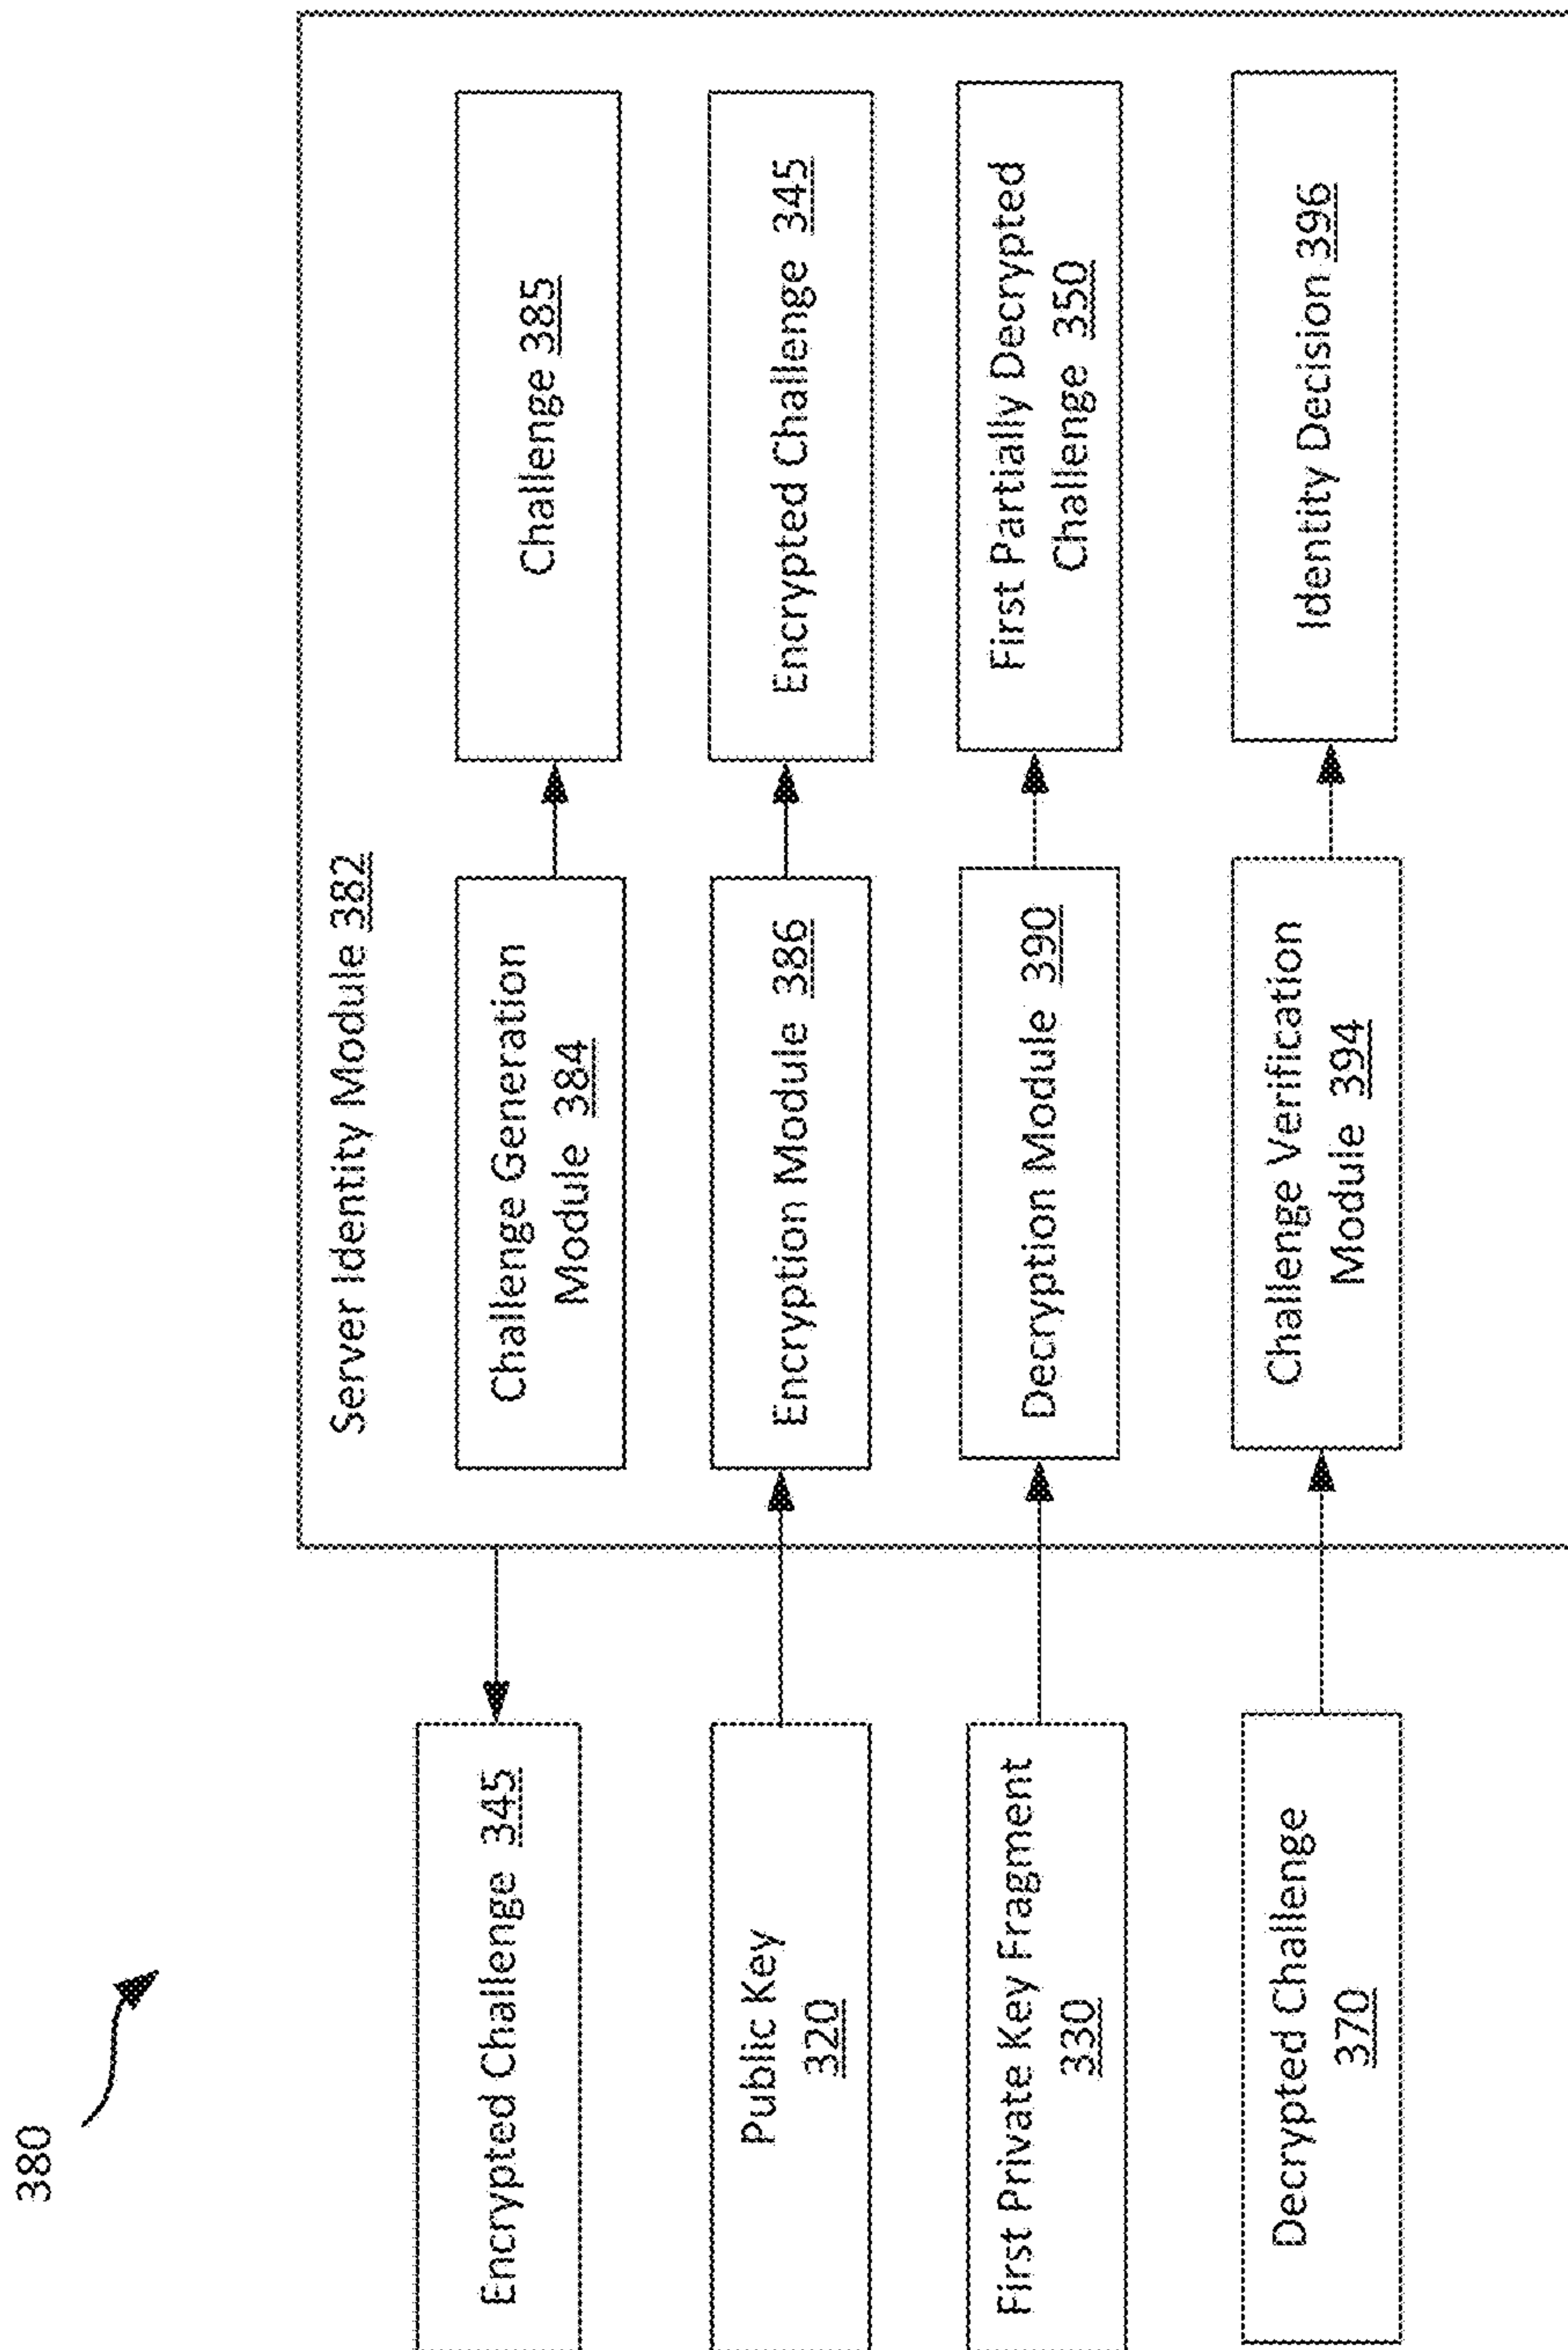 380
Server Identity Module 382
Encrypted Challenge 345
Challenge Generation
Module 384
Challenge 385
Public Key
320
Encryption Module 386
Encrypted Challenge 345
First Private Key Fragment
330
Decryption Module 390
First Partially Decrypted
Challenge 350
Decrypted Challenge
370
Challenge Verification
Module 394
Identity Decision 396